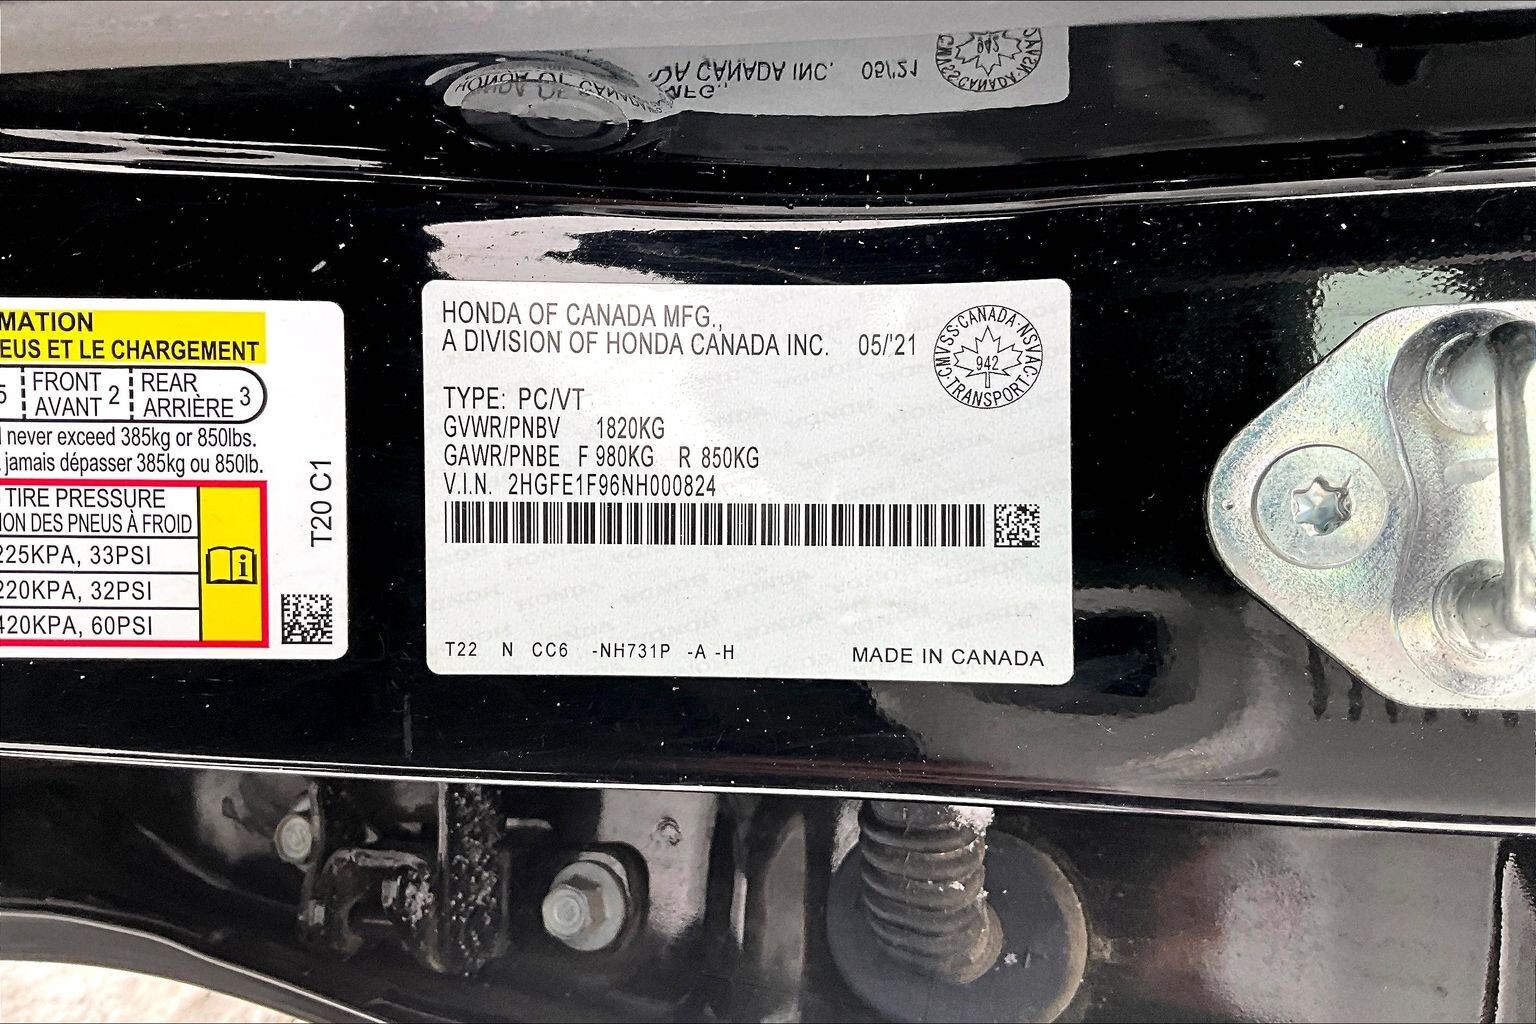 HONDA OF CANADA MFG.,
A DIVISION OF HONDA CANADA INC. 05/'21
CMVSS·CANADA·NSVAC·TRANSPORT·
942
TYPE: PC/VT
GVWR/PNBV 1820KG
GAWR/PNBE F 980KG R 850KG
V.I.N. 2HGFE1F96NH000824
T22 N CC6 -NH731P -A -H
MADE IN CANADA
MATION
EUS ET LE CHARGEMENT
5 FRONT AVANT 2 REAR ARRIÈRE 3
never exceed 385kg or 850lbs.
jamais dépasser 385kg ou 850lb.
TIRE PRESSURE
ION DES PNEUS À FROID
225KPA, 33PSI
220KPA, 32PSI
420KPA, 60PSI
T20 C1